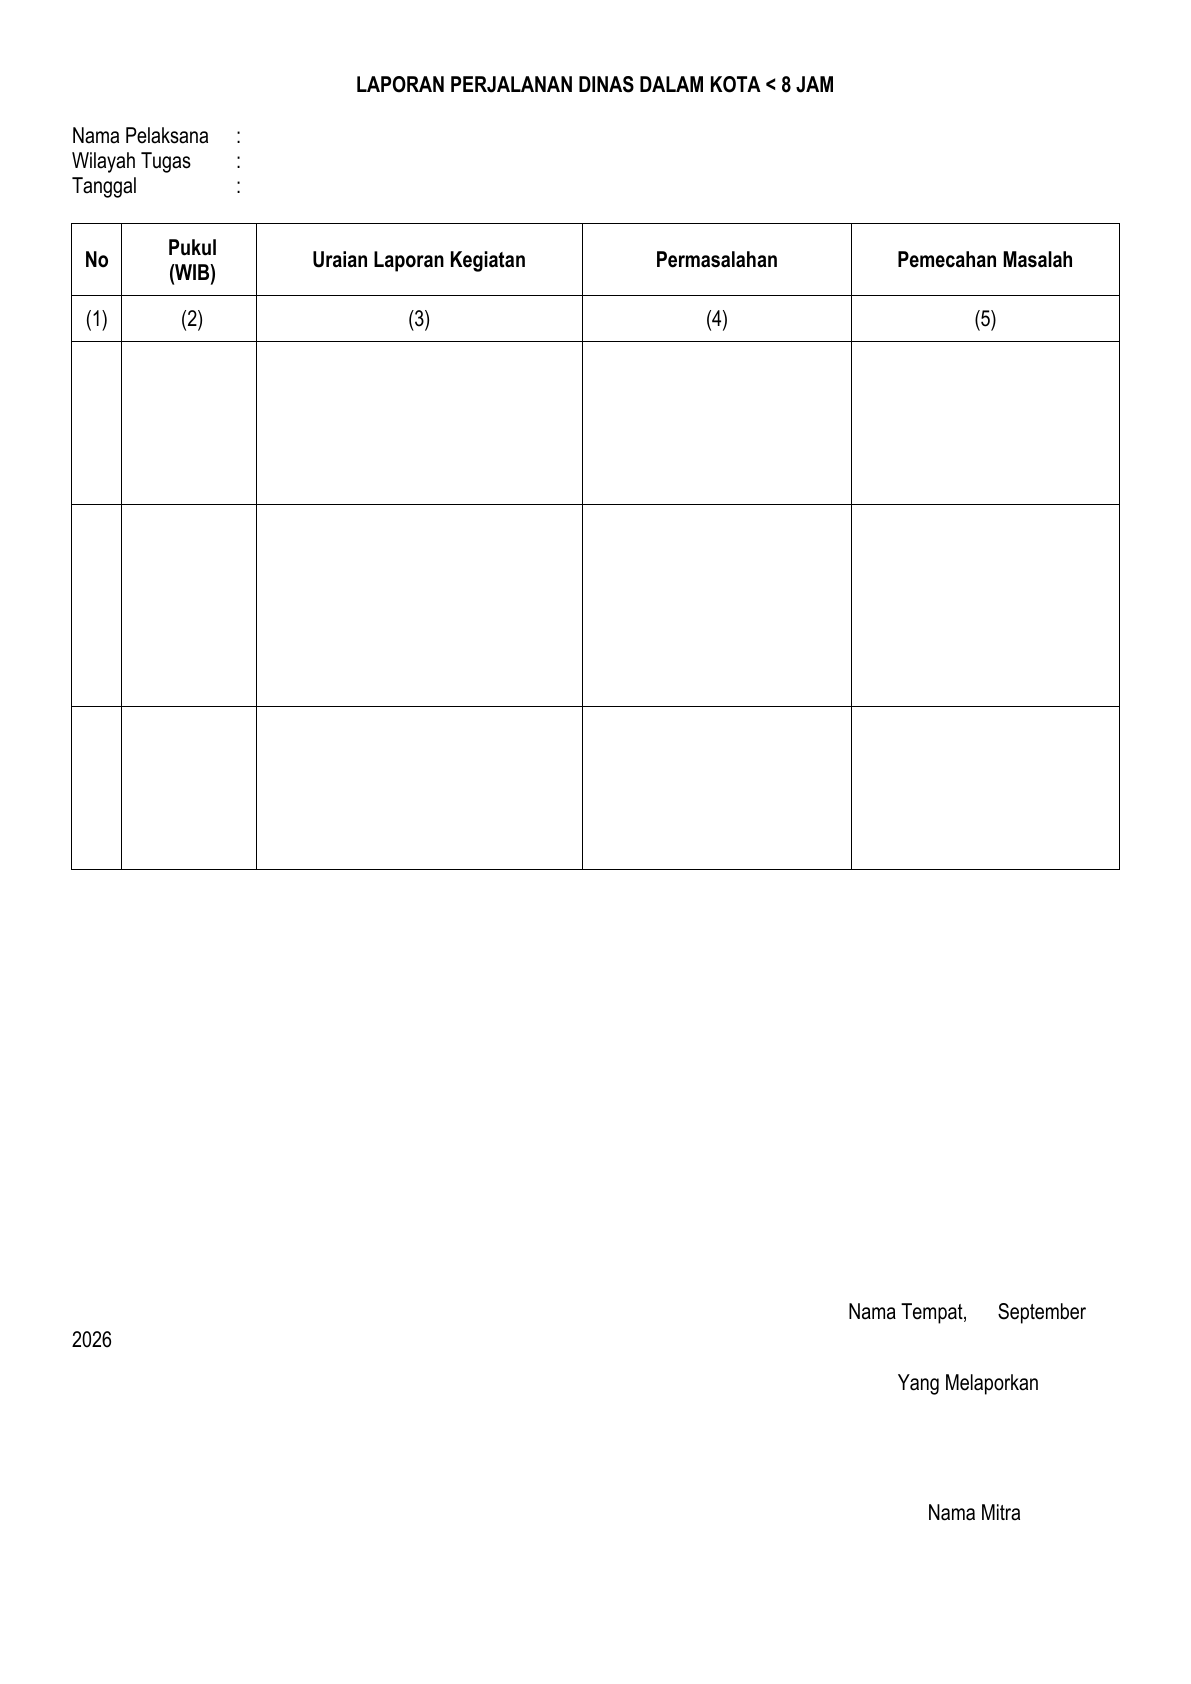 LAPORAN PERJALANAN DINAS DALAM KOTA < 8 JAM
Nama Pelaksana :
Wilayah Tugas :
Tanggal :
No Pukul (WIB) Uraian Laporan Kegiatan Permasalahan Pemecahan Masalah
(1) (2) (3) (4) (5)
Nama Tempat, September
2026
Yang Melaporkan
Nama Mitra